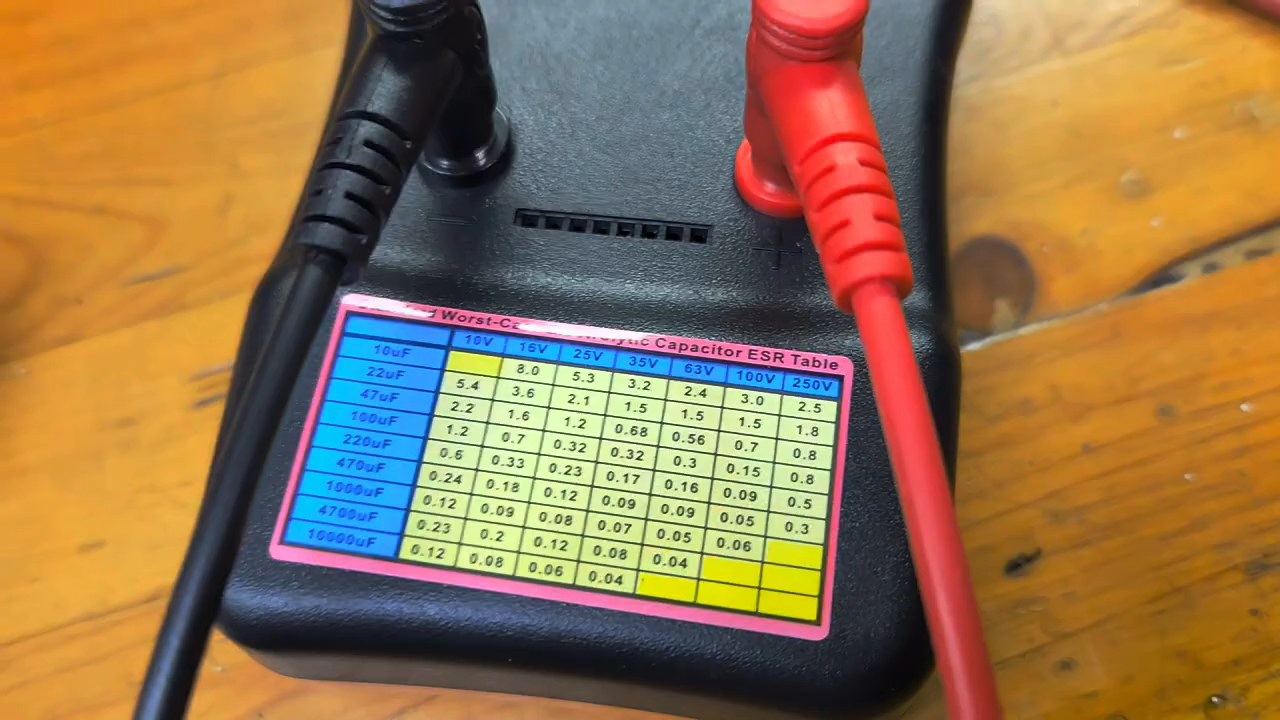 − +
Capacitor ESR Table
10V 16V 25V 35V 63V 100V 250V
10uF 8.0 5.3 3.2 2.4 3.0 2.5
22uF 5.4 3.6 2.1 1.5 1.5 1.5 1.8
47uF 2.2 1.6 1.2 0.68 0.56 0.7 0.8
100uF 1.2 0.7 0.32 0.32 0.3 0.15 0.8
220uF 0.6 0.33 0.23 0.17 0.16 0.09 0.5
470uF 0.24 0.18 0.12 0.09 0.09 0.05 0.3
1000uF 0.12 0.09 0.08 0.07 0.05 0.06
4700uF 0.23 0.2 0.12 0.08 0.04
10000uF 0.12 0.08 0.06 0.04